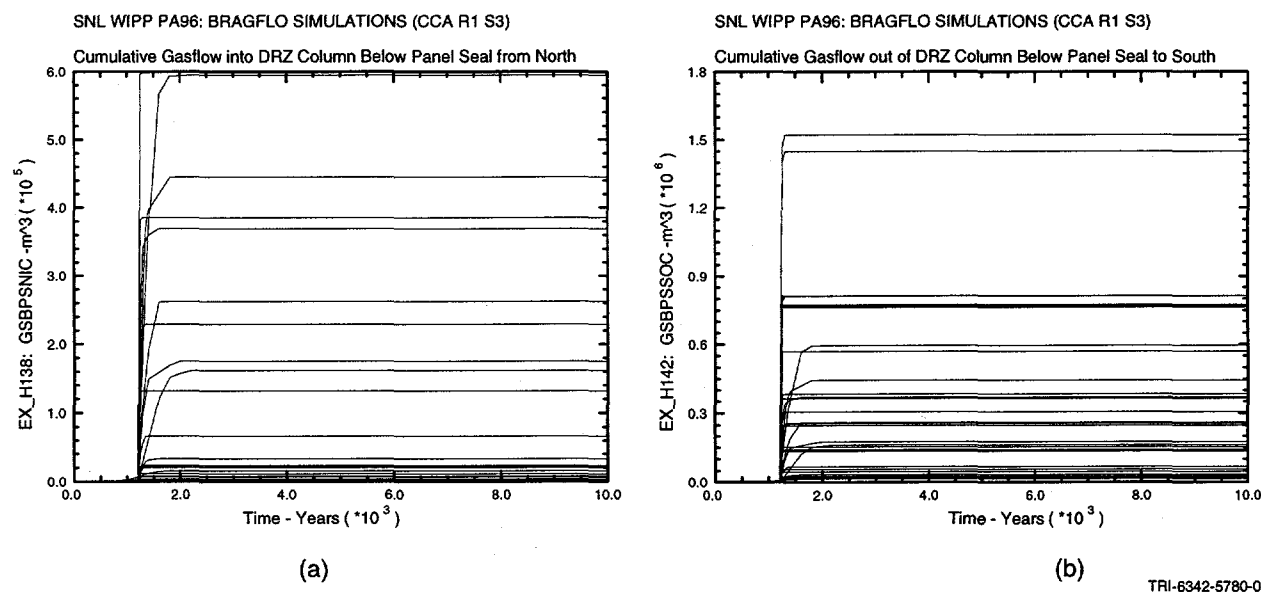 SNL WIPP PA96: BRAGFLO SIMULATIONS (CCA R1 S3)
Cumulative Gasflow into DRZ Column Below Panel Seal from North
6.0
5.0
4.0
3.0
2.0
1.0
0.0
EX_H138: GSBPSNIC -m^3 ( *10 5 )
0.0 2.0 4.0 6.0 8.0 10.0
Time - Years ( *10 3 )
(a)
SNL WIPP PA96: BRAGFLO SIMULATIONS (CCA R1 S3)
Cumulative Gasflow out of DRZ Column Below Panel Seal to South
1.8
1.5
1.2
0.9
0.6
0.3
0.0
EX_H142: GSBPSSOC -m^3 ( *10 6 )
0.0 2.0 4.0 6.0 8.0 10.0
Time - Years ( *10 3 )
(b)
TRI-6342-5780-0